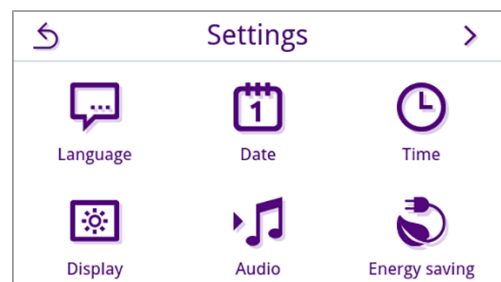 Settings
...
1
Language Date Time
Display Audio Energy saving